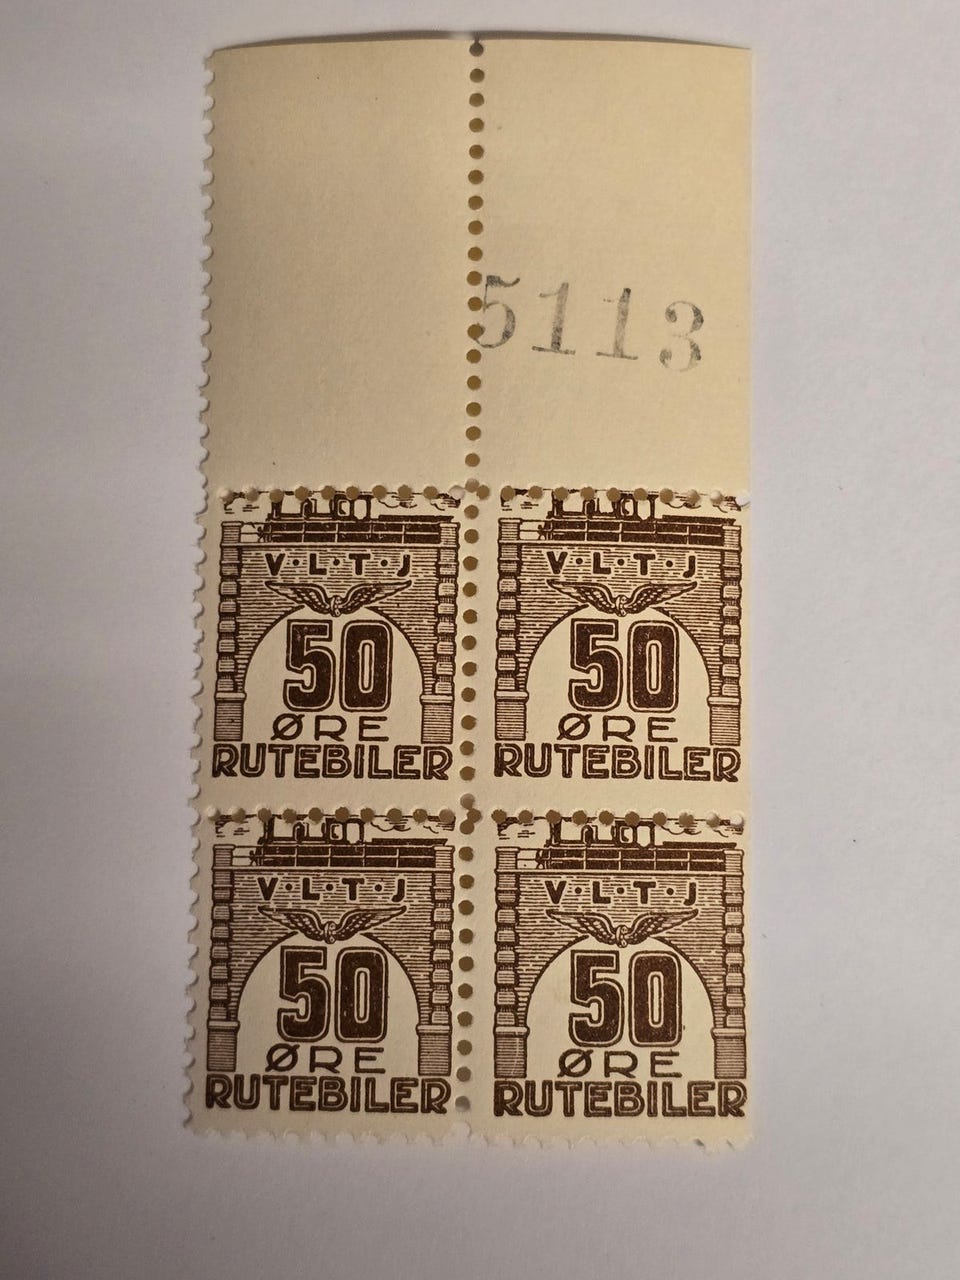 5113
V·L·T·J
50
ØRE
RUTEBILER
V·L·T·J
50
ØRE
RUTEBILER
V·L·T·J
50
ØRE
RUTEBILER
V·L·T·J
50
ØRE
RUTEBILER